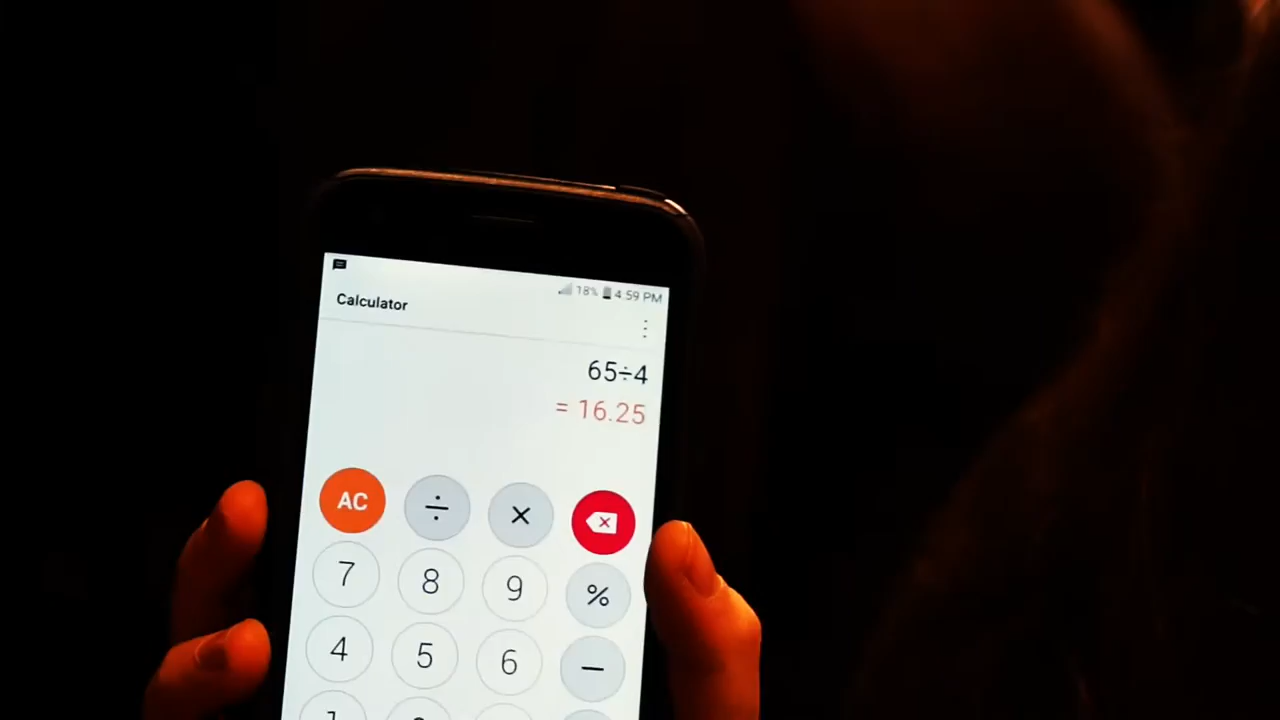 18% 4:59 PM
Calculator
65÷4
= 16.25
AC ÷ ×
7 8 9 %
4 5 6 −